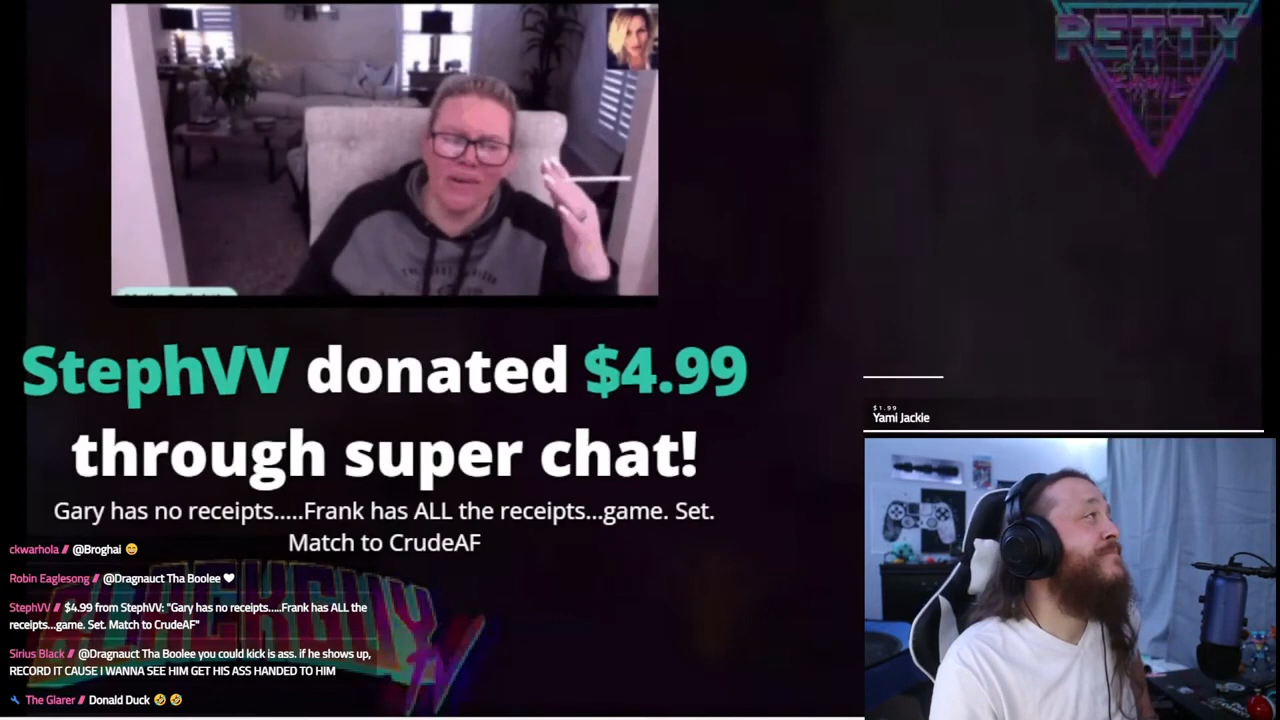 PETTY
FAMILY
StephVV donated $4.99
through super chat!
Gary has no receipts.....Frank has ALL the receipts...game. Set.
Match to CrudeAF
$1.99
Yami Jackie
ckwarhola // @Broghai 😁
Robin Eaglesong // @Dragnauct Tha Boolee 🤍
StephVV // $4.99 from StephVV: "Gary has no receipts.....Frank has ALL the
receipts...game. Set. Match to CrudeAF"
Sirius Black // @Dragnauct Tha Boolee you could kick is ass. if he shows up,
RECORD IT CAUSE I WANNA SEE HIM GET HIS ASS HANDED TO HIM
The Glarer // Donald Duck 🤣 🤣
BLACKGUY
TV